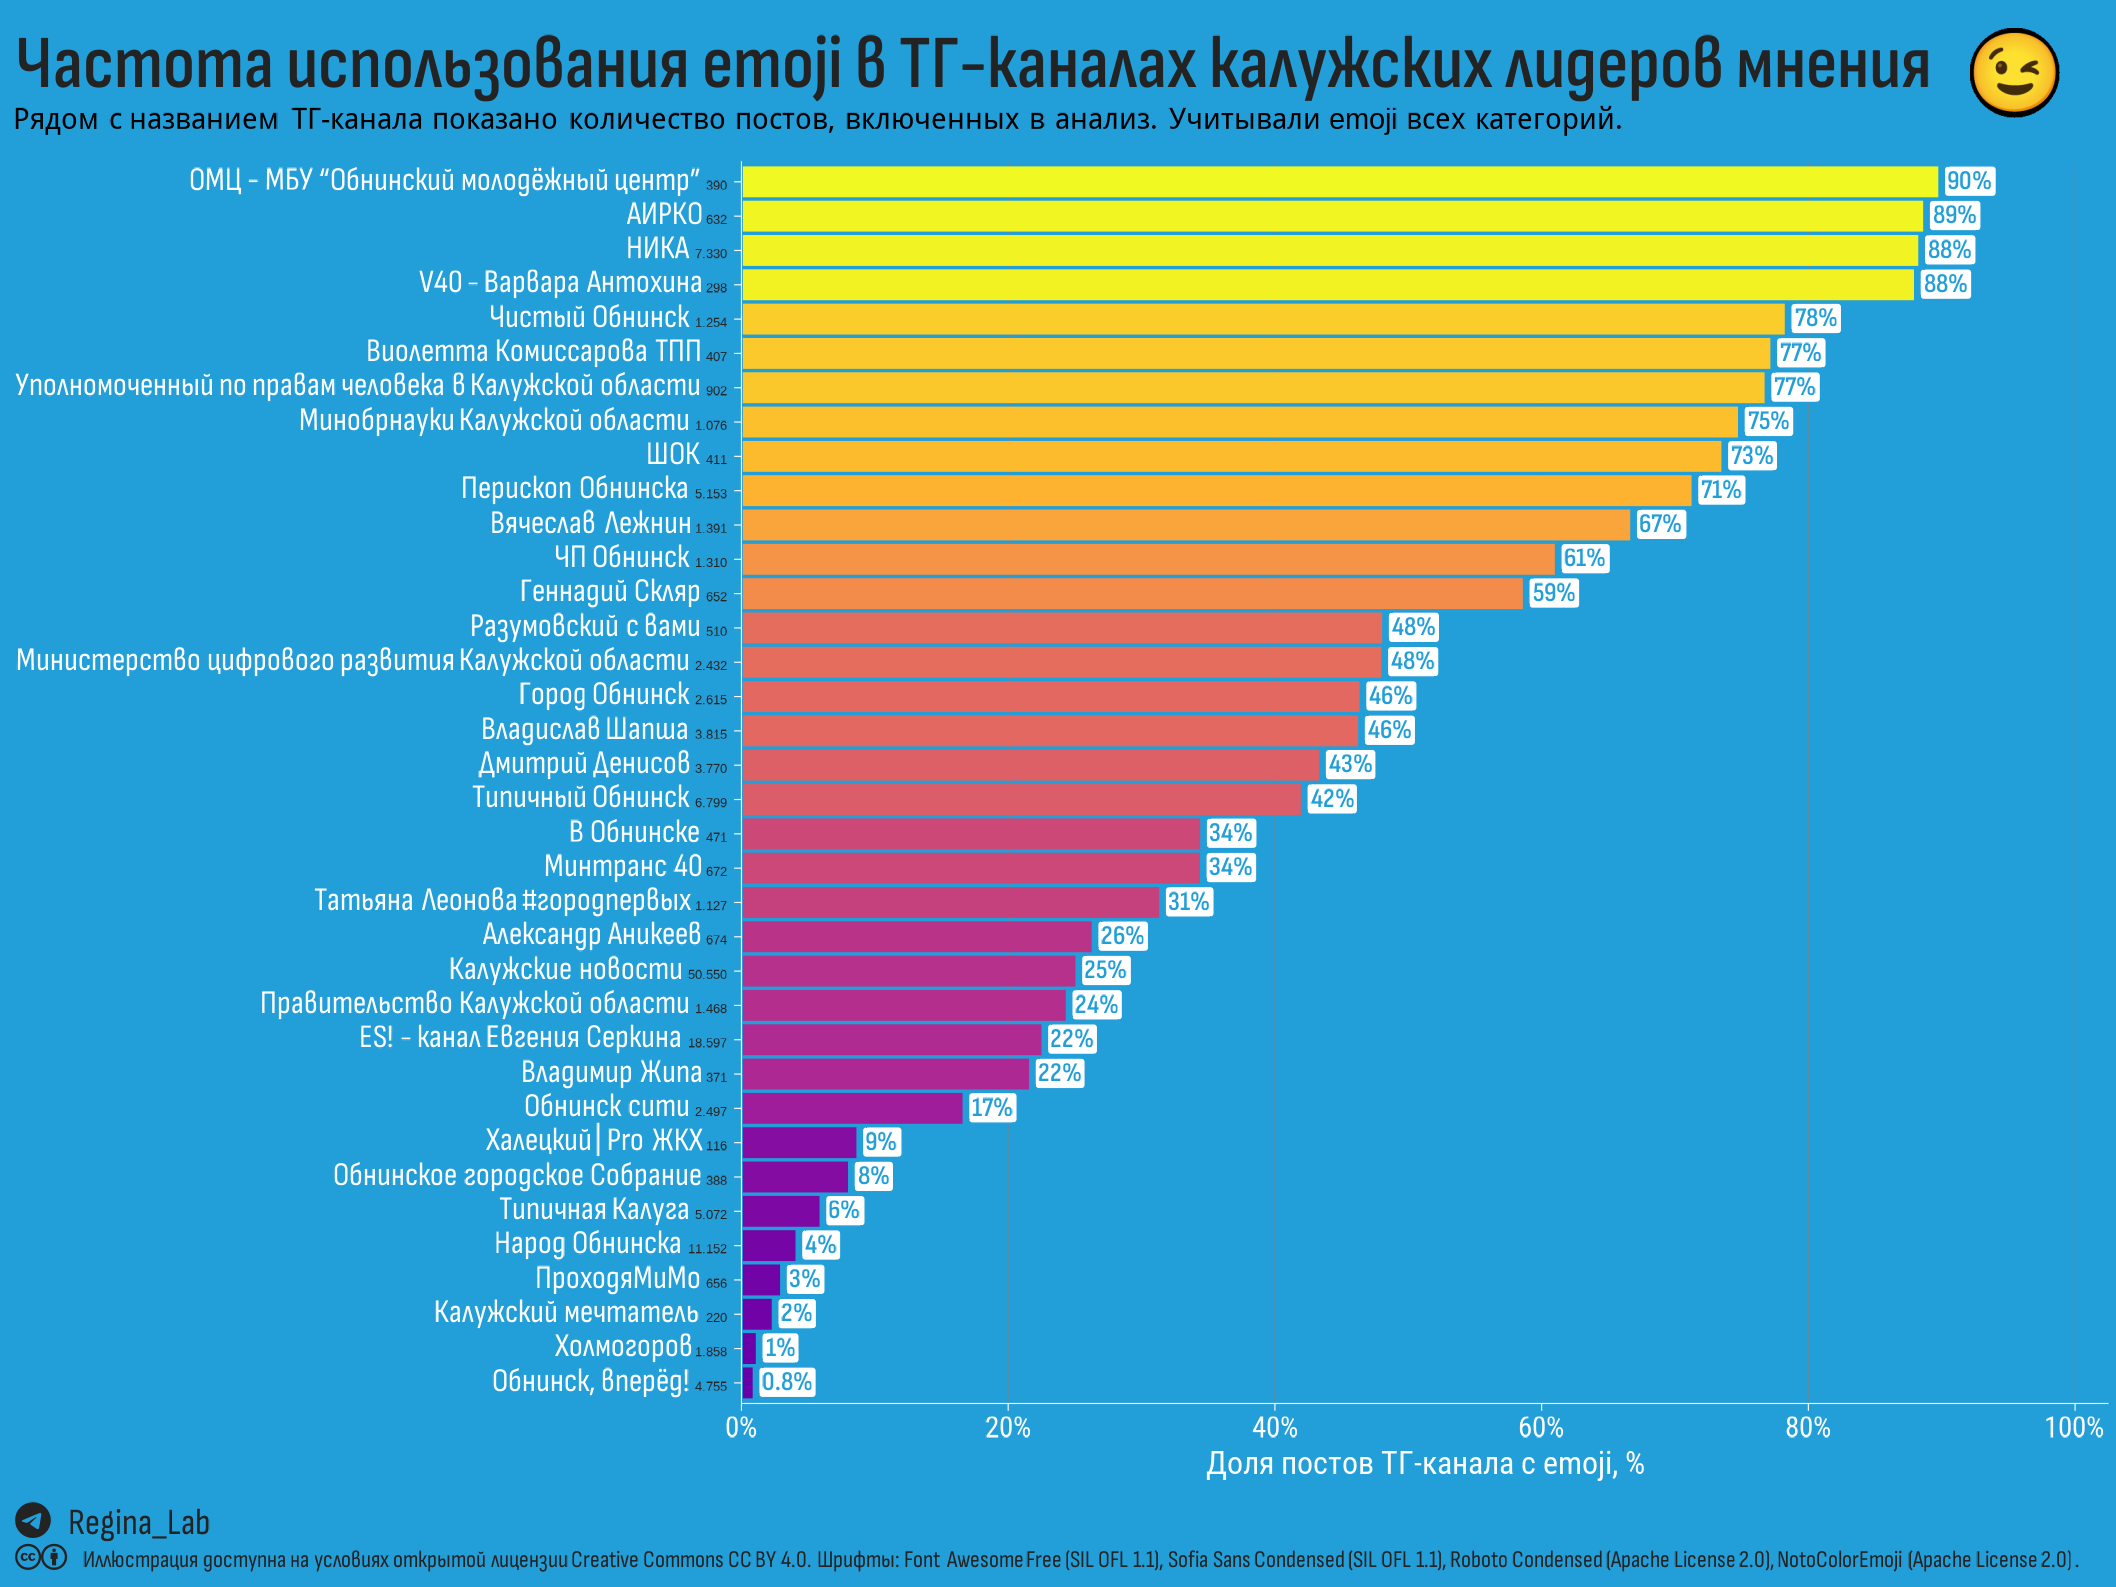 Частота использования emoji в ТГ-каналах калужских лидеров мнения
Рядом с названием ТГ-канала показано количество постов, включенных в анализ. Учитывали emoji всех категорий.
ОМЦ - МБУ “Обнинский молодёжный центр” 390 90%
АИРКО 632 89%
НИКА 7.330 88%
V40 - Варвара Антохина 298 88%
Чистый Обнинск 1.254 78%
Виолетта Комиссарова ТПП 407 77%
Уполномоченный по правам человека в Калужской области 902 77%
Минобрнауки Калужской области 1.076 75%
ШОК 411 73%
Перископ Обнинска 5.153 71%
Вячеслав Лежнин 1.391 67%
ЧП Обнинск 1.310 61%
Геннадий Скляр 652 59%
Разумовский с вами 510 48%
Министерство цифрового развития Калужской области 2.432 48%
Город Обнинск 2.615 46%
Владислав Шапша 3.815 46%
Дмитрий Денисов 3.770 43%
Типичный Обнинск 6.799 42%
В Обнинске 471 34%
Минтранс 40 672 34%
Татьяна Леонова #городпервых 1.127 31%
Александр Аникеев 674 26%
Калужские новости 50.550 25%
Правительство Калужской области 1.468 24%
ES! - канал Евгения Серкина 18.597 22%
Владимир Жипа 371 22%
Обнинск сити 2.497 17%
Халецкий|Pro ЖКХ 116 9%
Обнинское городское Собрание 388 8%
Типичная Калуга 5.072 6%
Народ Обнинска 11.152 4%
ПроходяМиМо 656 3%
Калужский мечтатель 220 2%
Холмогоров 1.858 1%
Обнинск, вперёд! 4.755 0.8%
0% 20% 40% 60% 80% 100%
Доля постов ТГ-канала с emoji, %
Regina_Lab
cc Иллюстрация доступна на условиях открытой лицензии Creative Commons CC BY 4.0. Шрифты: Font Awesome Free (SIL OFL 1.1), Sofia Sans Condensed (SIL OFL 1.1), Roboto Condensed (Apache License 2.0), NotoColorEmoji (Apache License 2.0).